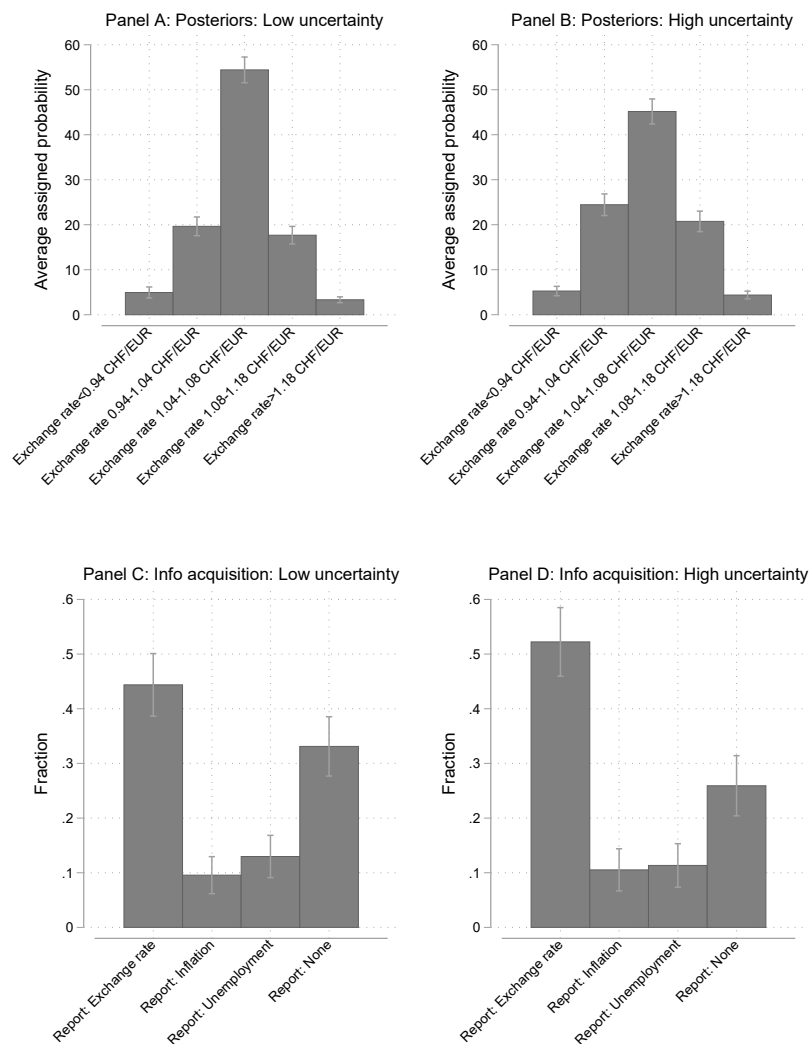 Panel A: Posteriors: Low uncertainty
Average assigned probability
60
50
40
30
20
10
0
Exchange rate<0.94 CHF/EUR
Exchange rate 0.94-1.04 CHF/EUR
Exchange rate 1.04-1.08 CHF/EUR
Exchange rate 1.08-1.18 CHF/EUR
Exchange rate>1.18 CHF/EUR
Panel B: Posteriors: High uncertainty
Average assigned probability
60
50
40
30
20
10
0
Exchange rate<0.94 CHF/EUR
Exchange rate 0.94-1.04 CHF/EUR
Exchange rate 1.04-1.08 CHF/EUR
Exchange rate 1.08-1.18 CHF/EUR
Exchange rate>1.18 CHF/EUR
Panel C: Info acquisition: Low uncertainty
Fraction
.6
.5
.4
.3
.2
.1
0
Report: Exchange rate
Report: Inflation
Report: Unemployment
Report: None
Panel D: Info acquisition: High uncertainty
Fraction
.6
.5
.4
.3
.2
.1
0
Report: Exchange rate
Report: Inflation
Report: Unemployment
Report: None